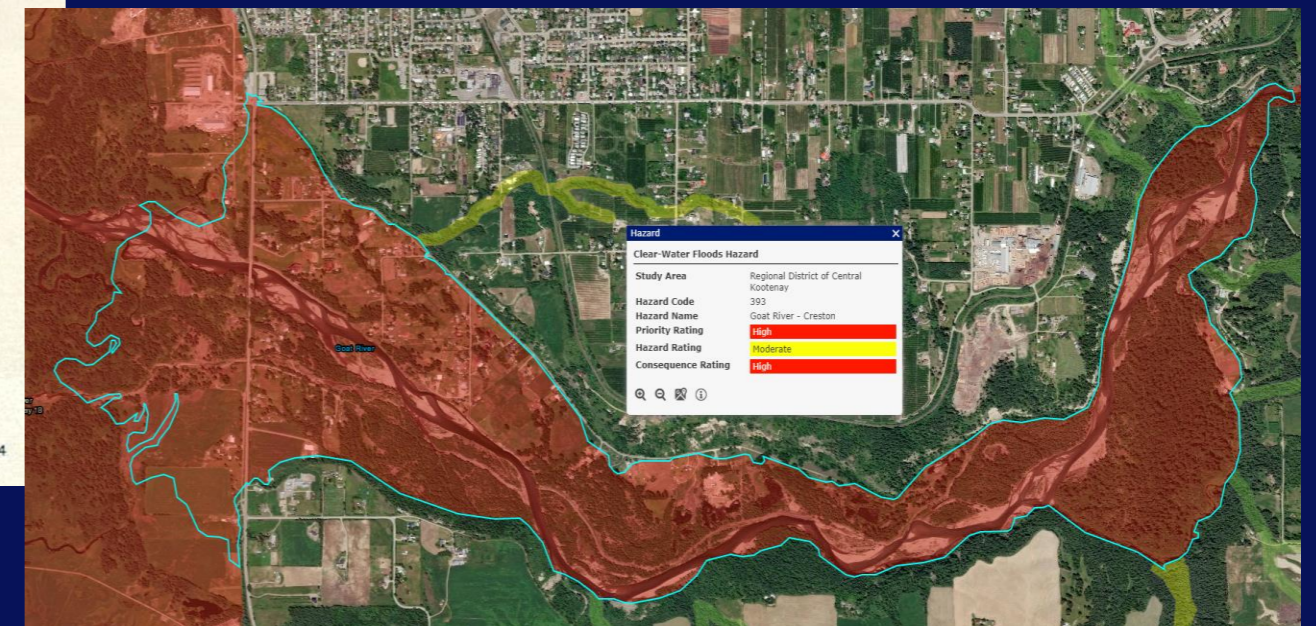 Hazard X
Clear-Water Floods Hazard
Study Area Regional District of Central
Kootenay
Hazard Code 393
Hazard Name Goat River - Creston
Priority Rating High
Hazard Rating Moderate
Consequence Rating High
Goat River
4